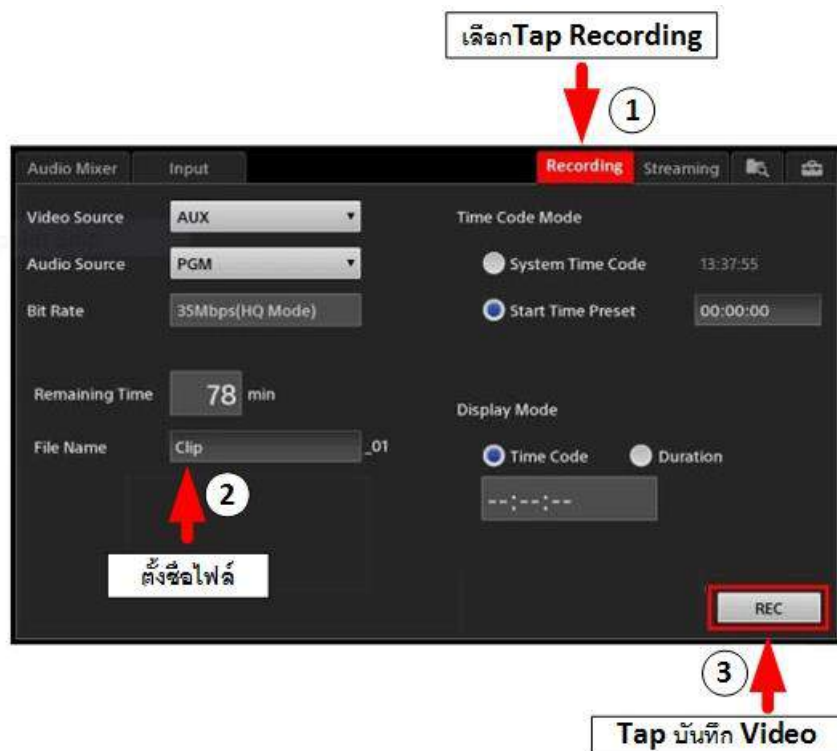 เลือกTap Recording
1
Audio Mixer Input Recording Streaming
Video Source AUX Time Code Mode
Audio Source PGM System Time Code 13:37:55
Bit Rate 35Mbps(HQ Mode) Start Time Preset 00:00:00
Remaining Time 78 min
Display Mode
File Name Clip _01 Time Code Duration
--:--:--
2
ตั้งชื่อไฟล์
REC
3
Tap บันทึก Video